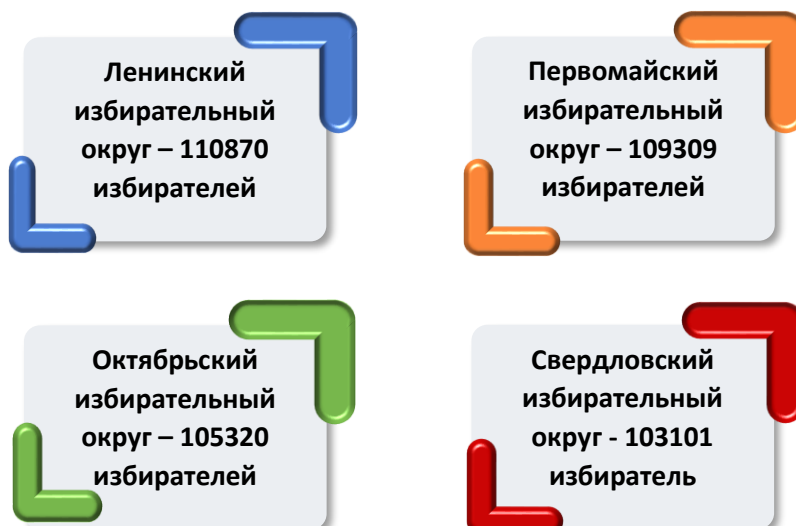 Ленинский
избирательный
округ – 110870
избирателей
Первомайский
избирательный
округ – 109309
избирателей
Октябрьский
избирательный
округ – 105320
избирателей
Свердловский
избирательный
округ - 103101
избиратель